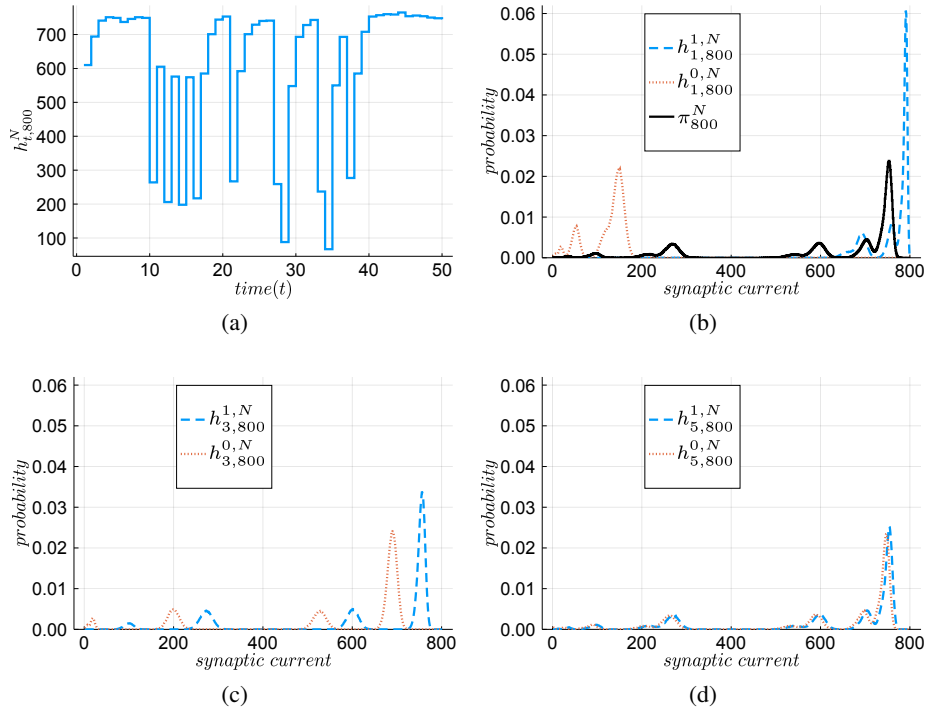 700
600
500
400
300
200
100
h^N_{t,800}
0 10 20 30 40 50
time(t)
(a)
0.06
0.05
0.04
0.03
0.02
0.01
0.00
probability
h^{1,N}_{1,800}
h^{0,N}_{1,800}
π^N_{800}
0 200 400 600 800
synaptic current
(b)
0.06
0.05
0.04
0.03
0.02
0.01
0.00
probability
h^{1,N}_{3,800}
h^{0,N}_{3,800}
0 200 400 600 800
synaptic current
(c)
0.06
0.05
0.04
0.03
0.02
0.01
0.00
probability
h^{1,N}_{5,800}
h^{0,N}_{5,800}
0 200 400 600 800
synaptic current
(d)